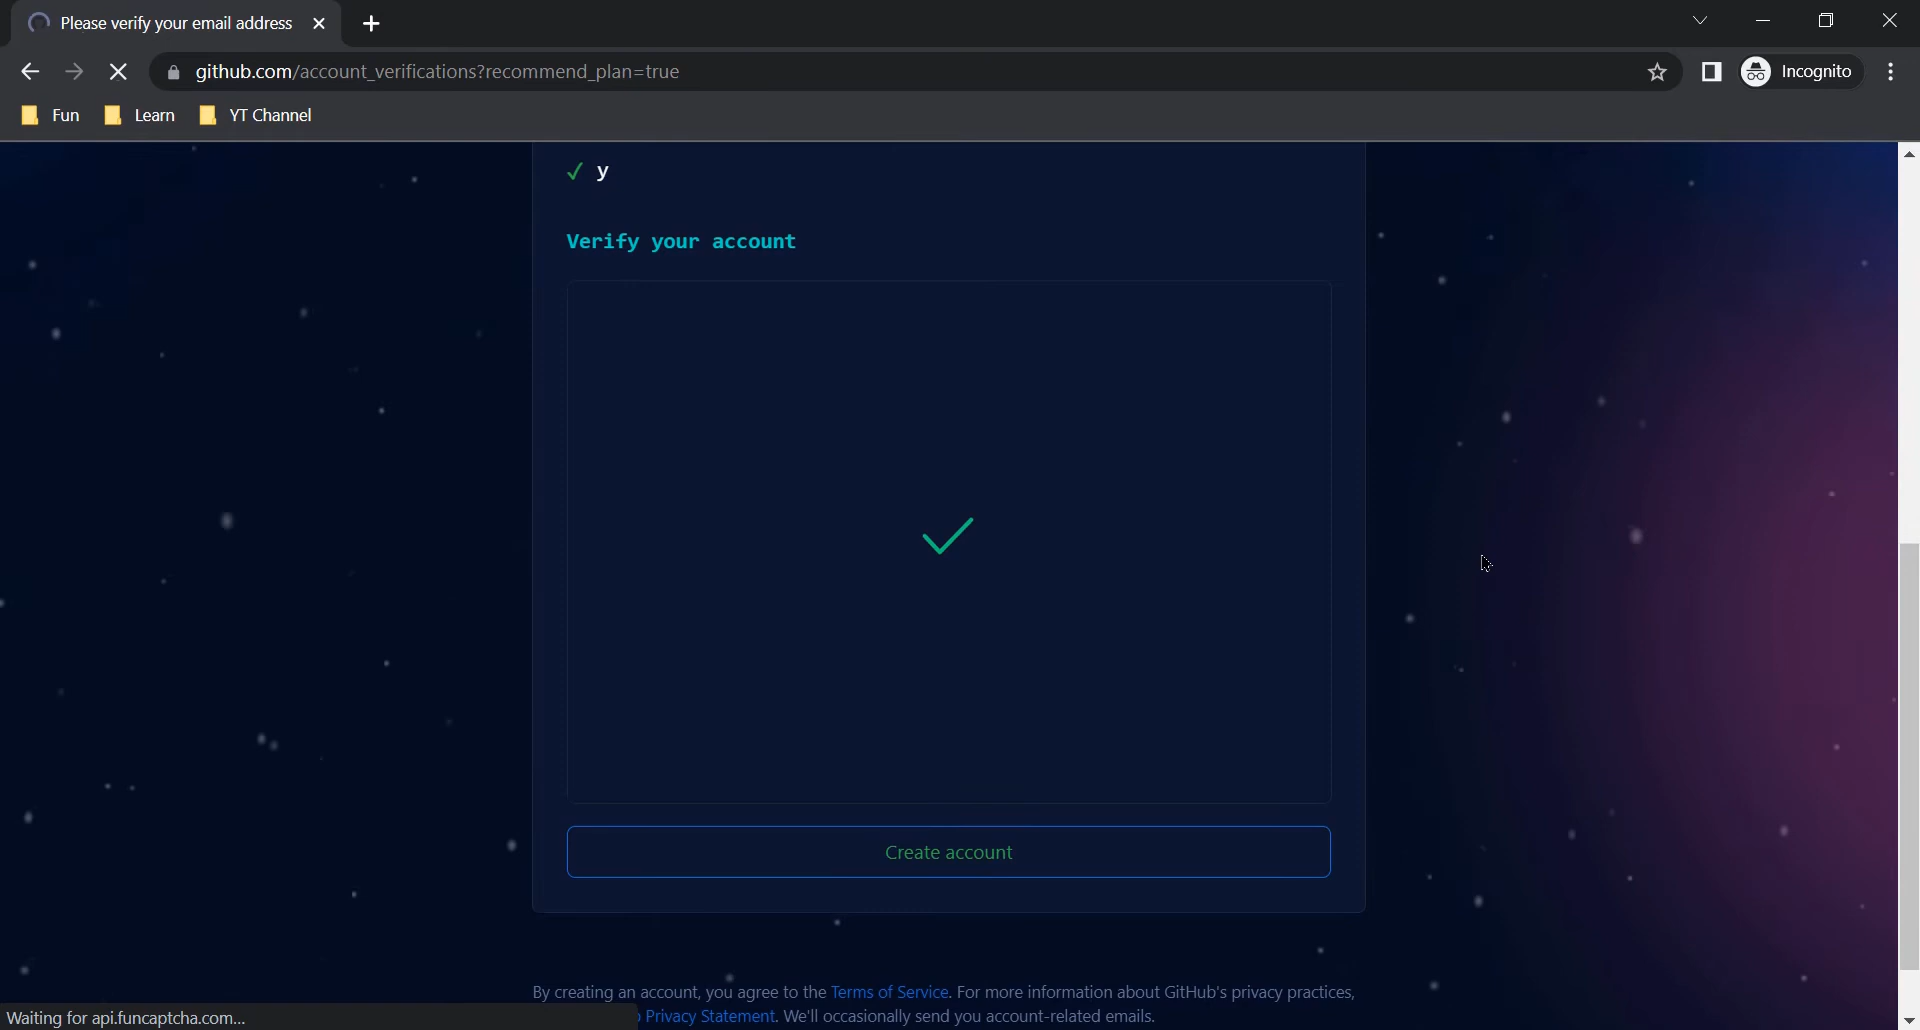 Please verify your email address
github.com/account_verifications?recommend_plan=true
Incognito
Fun Learn YT Channel
y
Verify your account
Create account
By creating an account, you agree to the Terms of Service. For more information about GitHub's privacy practices,
Privacy Statement. We'll occasionally send you account-related emails.
Waiting for api.funcaptcha.com...